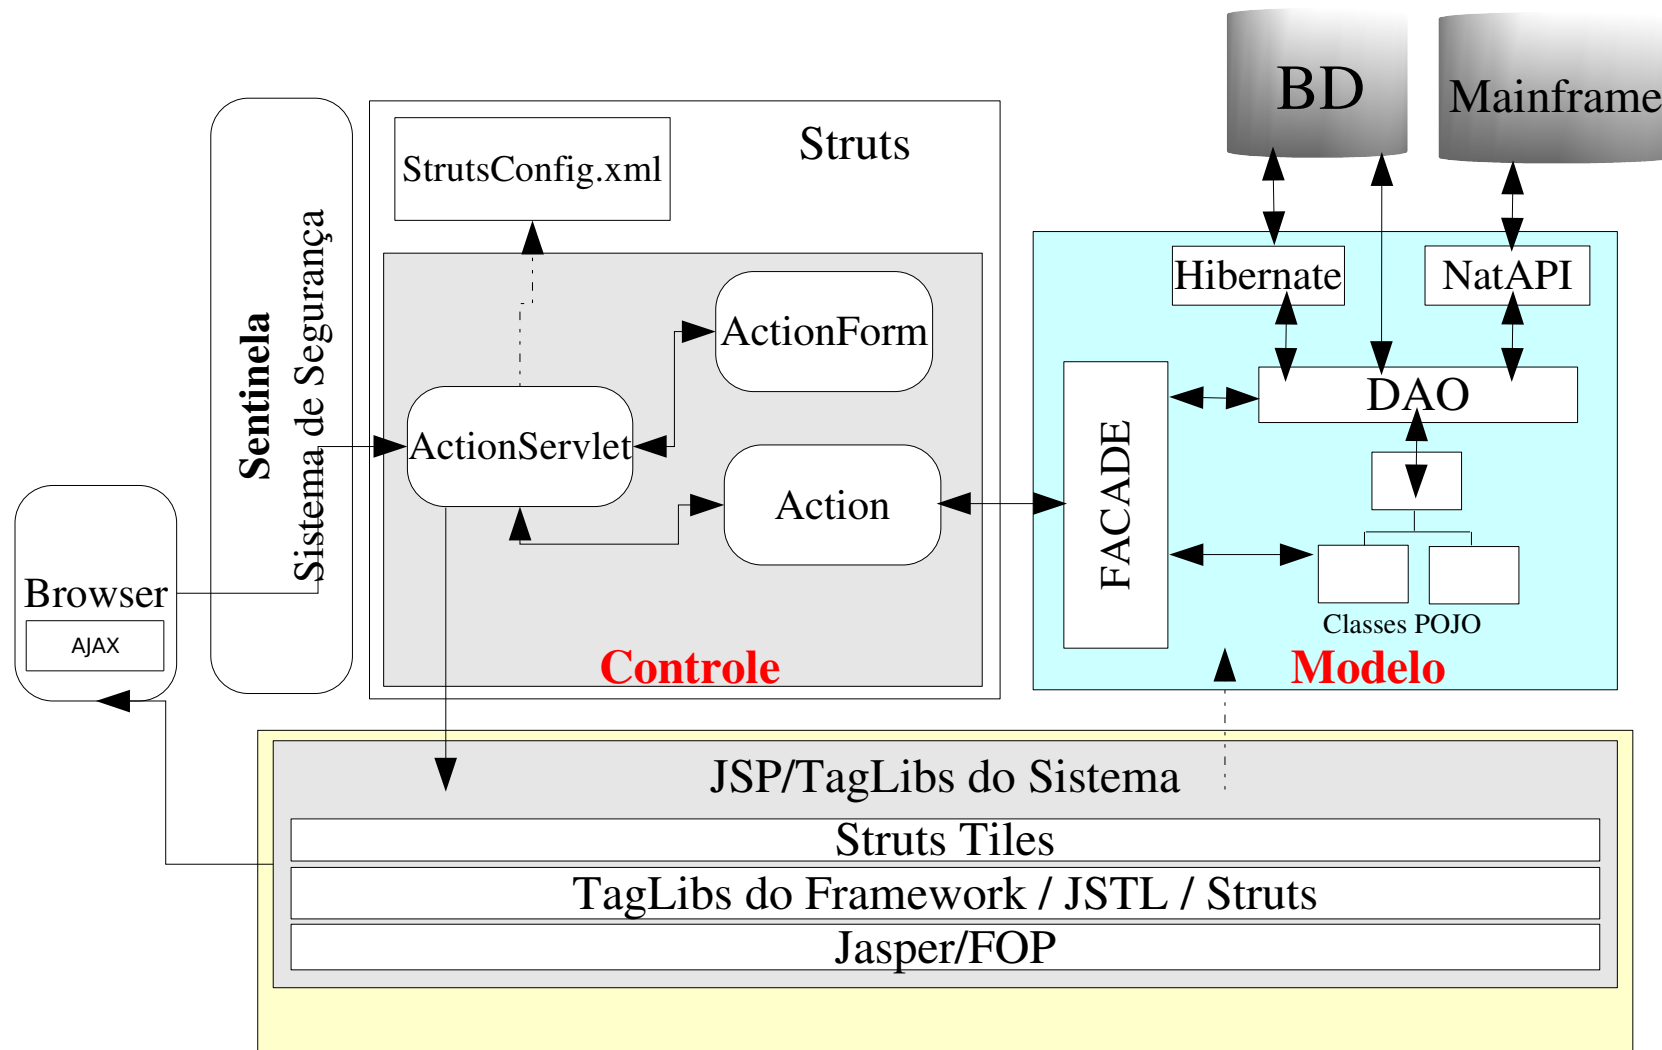 BD
Mainframe
Struts
StrutsConfig.xml
Sentinela
Sistema de Segurança
Hibernate
NatAPI
ActionForm
DAO
ActionServlet
Action
FACADE
Browser
AJAX
Classes POJO
Controle
Modelo
JSP/TagLibs do Sistema
Struts Tiles
TagLibs do Framework / JSTL / Struts
Jasper/FOP